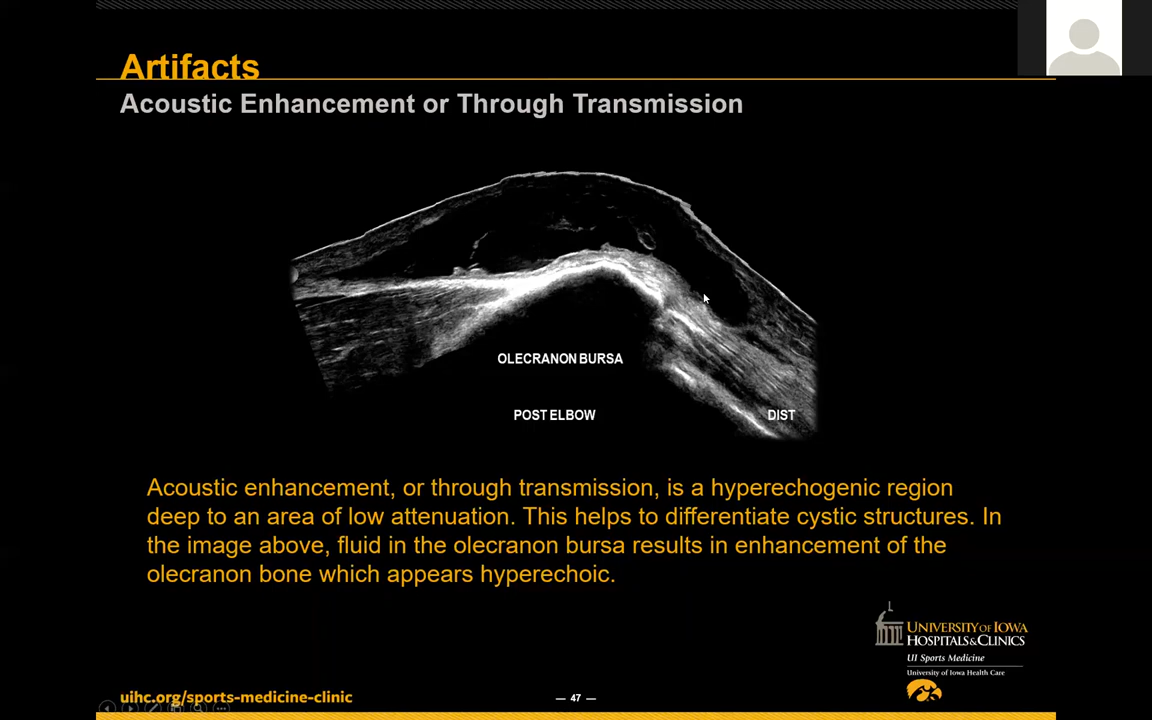 Artifacts
Acoustic Enhancement or Through Transmission
OLECRANON BURSA
POST ELBOW
DIST
Acoustic enhancement, or through transmission, is a hyperechogenic region
deep to an area of low attenuation. This helps to differentiate cystic structures. In
the image above, fluid in the olecranon bursa results in enhancement of the
olecranon bone which appears hyperechoic.
UNIVERSITY OF IOWA
HOSPITALS & CLINICS
UI Sports Medicine
University of Iowa Health Care
uihc.org/sports-medicine-clinic
— 47 —